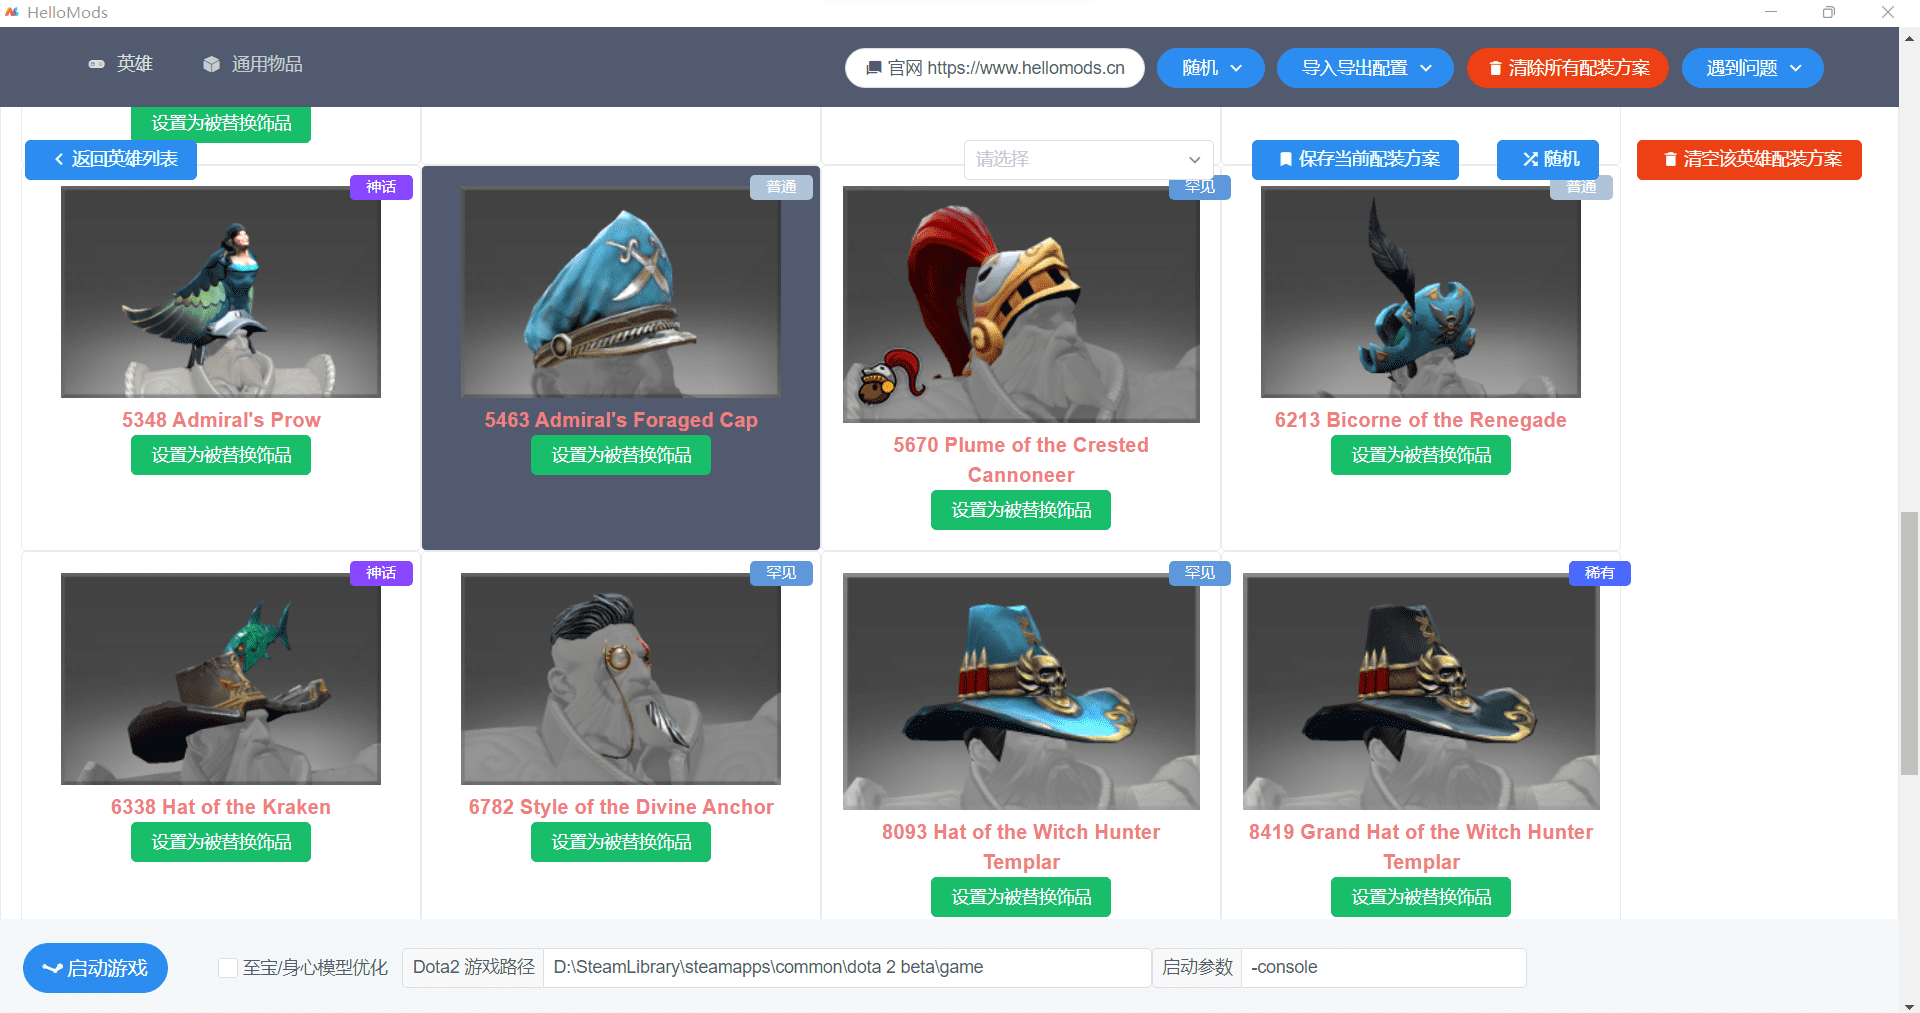 HelloMods
英雄
通用物品
官网 https://www.hellomods.cn
随机
导入导出配置
清除所有配装方案
遇到问题
设置为被替换饰品
返回英雄列表
请选择
保存当前配装方案
随机
清空该英雄配装方案
神话
普通
罕见
普通
5348 Admiral's Prow
设置为被替换饰品
5463 Admiral's Foraged Cap
设置为被替换饰品
5670 Plume of the Crested
Cannoneer
设置为被替换饰品
6213 Bicorne of the Renegade
设置为被替换饰品
神话
罕见
罕见
稀有
6338 Hat of the Kraken
设置为被替换饰品
6782 Style of the Divine Anchor
设置为被替换饰品
8093 Hat of the Witch Hunter
Templar
设置为被替换饰品
8419 Grand Hat of the Witch Hunter
Templar
设置为被替换饰品
启动游戏
至宝/身心模型优化
Dota2 游戏路径
D:\SteamLibrary\steamapps\common\dota 2 beta\game
启动参数
-console